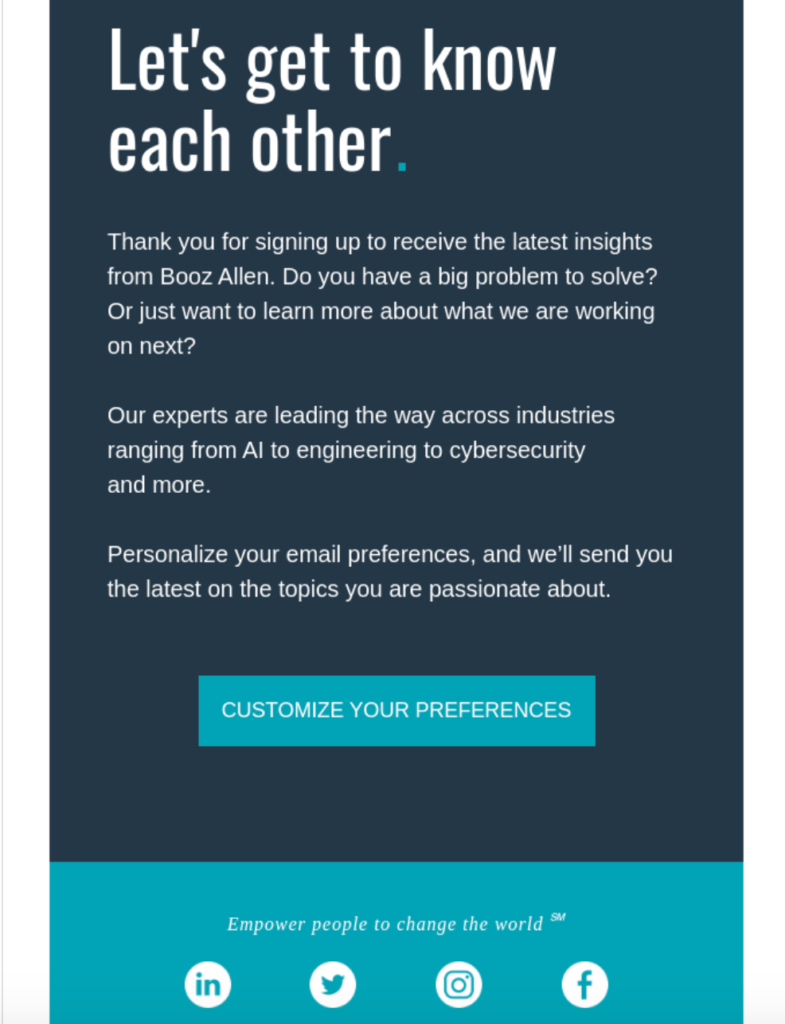 Let's get to know
each other.
Thank you for signing up to receive the latest insights
from Booz Allen. Do you have a big problem to solve?
Or just want to learn more about what we are working
on next?
Our experts are leading the way across industries
ranging from AI to engineering to cybersecurity
and more.
Personalize your email preferences, and we’ll send you
the latest on the topics you are passionate about.
CUSTOMIZE YOUR PREFERENCES
Empower people to change the world ℠
in
f